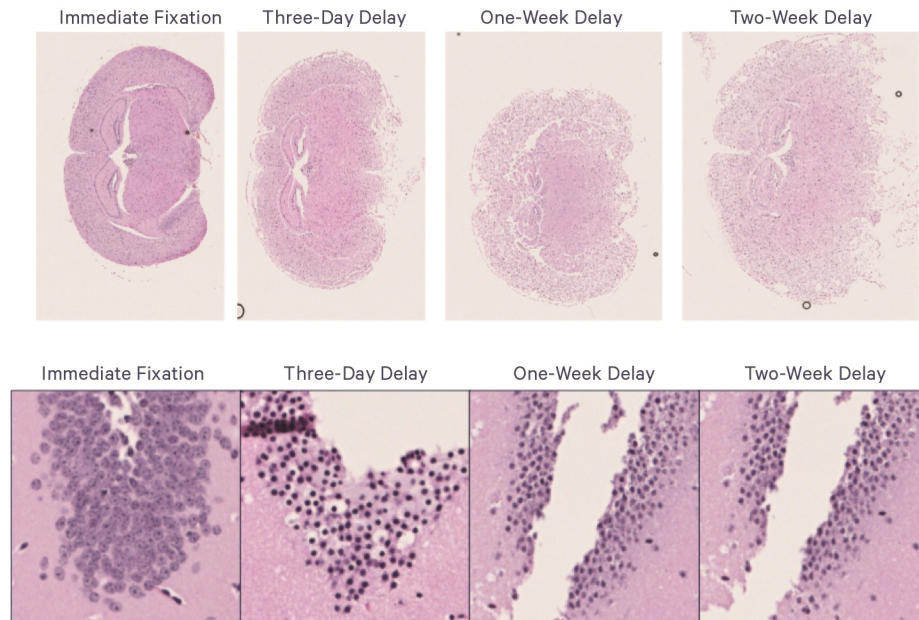 Immediate Fixation
Three-Day Delay
One-Week Delay
Two-Week Delay
Immediate Fixation
Three-Day Delay
One-Week Delay
Two-Week Delay